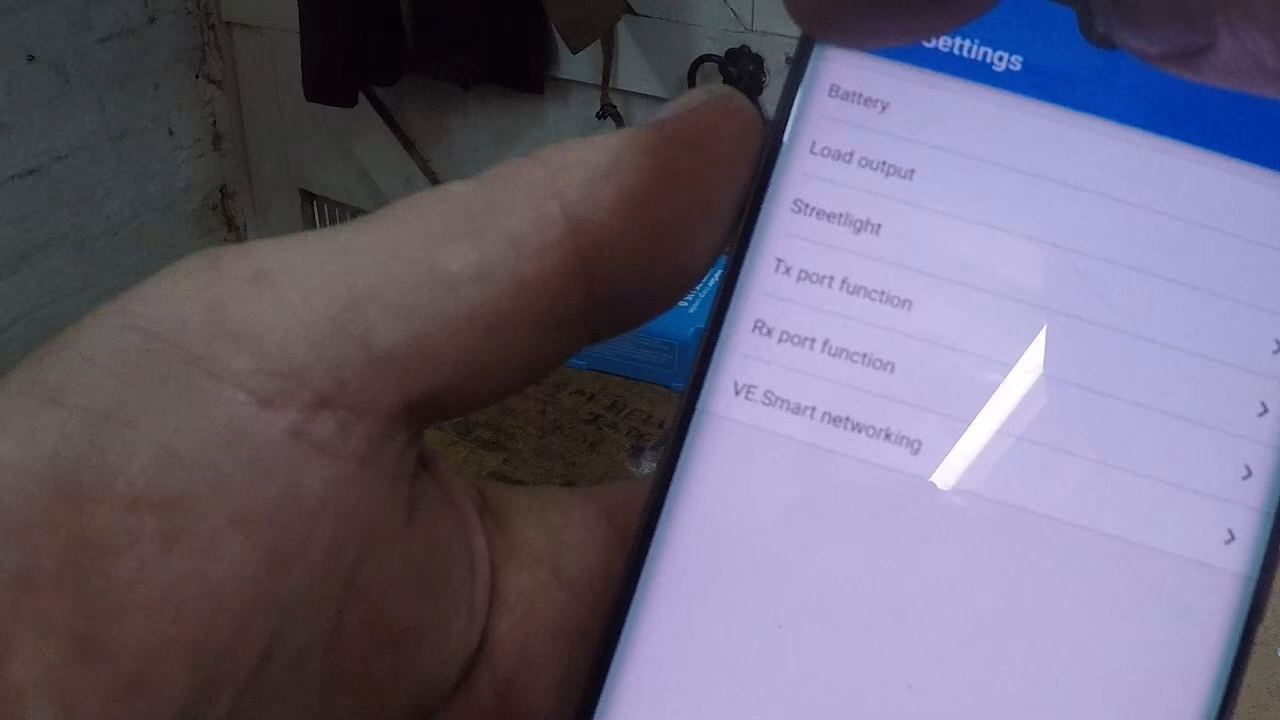 Settings
Battery
Load output
Streetlight
Tx port function
Rx port function
VE.Smart networking